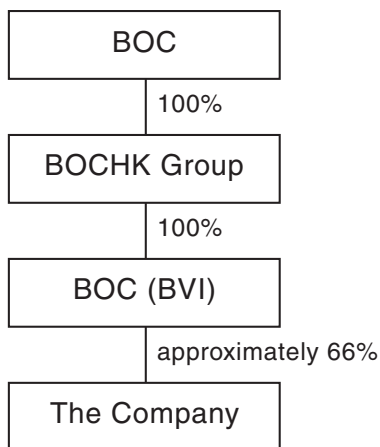 BOC
100%
BOCHK Group
100%
BOC (BVI)
approximately 66%
The Company